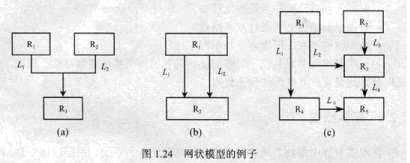 R₁ R₂
L₁ L₂
R₃
(a)
R₁
L₁ L₂
R₂
(b)
R₁ R₂
L₁ L₂ L₃
R₃
L₄
R₄ L₅ R₅
(c)
图 1.24 网状模型的例子